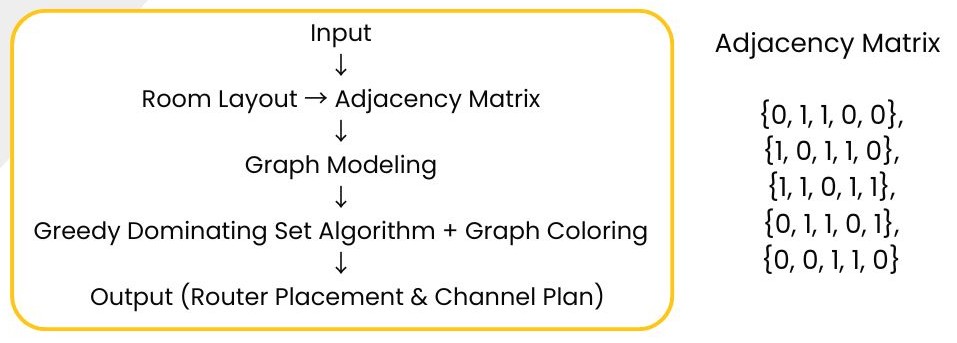 Input
↓
Room Layout → Adjacency Matrix
↓
Graph Modeling
↓
Greedy Dominating Set Algorithm + Graph Coloring
↓
Output (Router Placement & Channel Plan)
Adjacency Matrix
{0, 1, 1, 0, 0},
{1, 0, 1, 1, 0},
{1, 1, 0, 1, 1},
{0, 1, 1, 0, 1},
{0, 0, 1, 1, 0}